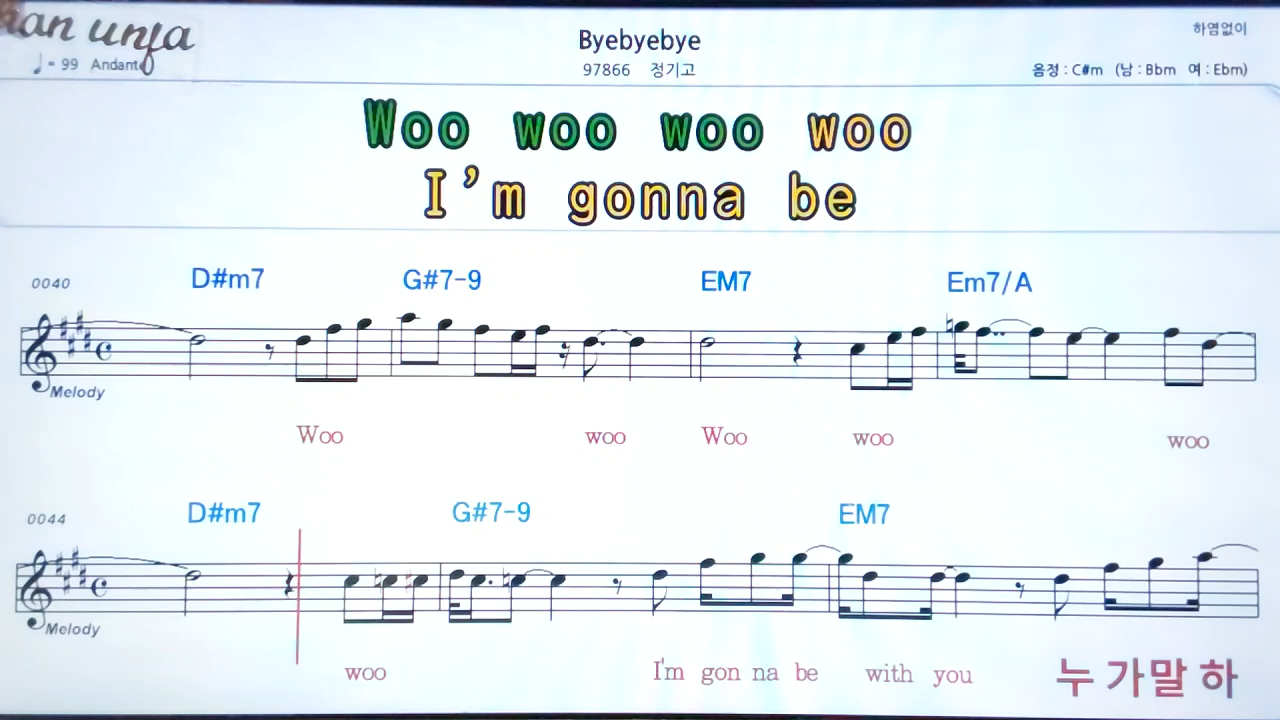 Byebyebye
하염없이
♩= 99 Andante
97866 정기고
음정 : C#m (남 : Bbm 여 : Ebm)
Woo woo woo woo
I'm gonna be
0040 D#m7 G#7-9 EM7 Em7/A
Melody
Woo woo Woo woo woo
0044 D#m7 G#7-9 EM7
Melody
woo I'm gon na be with you 누 가말 하